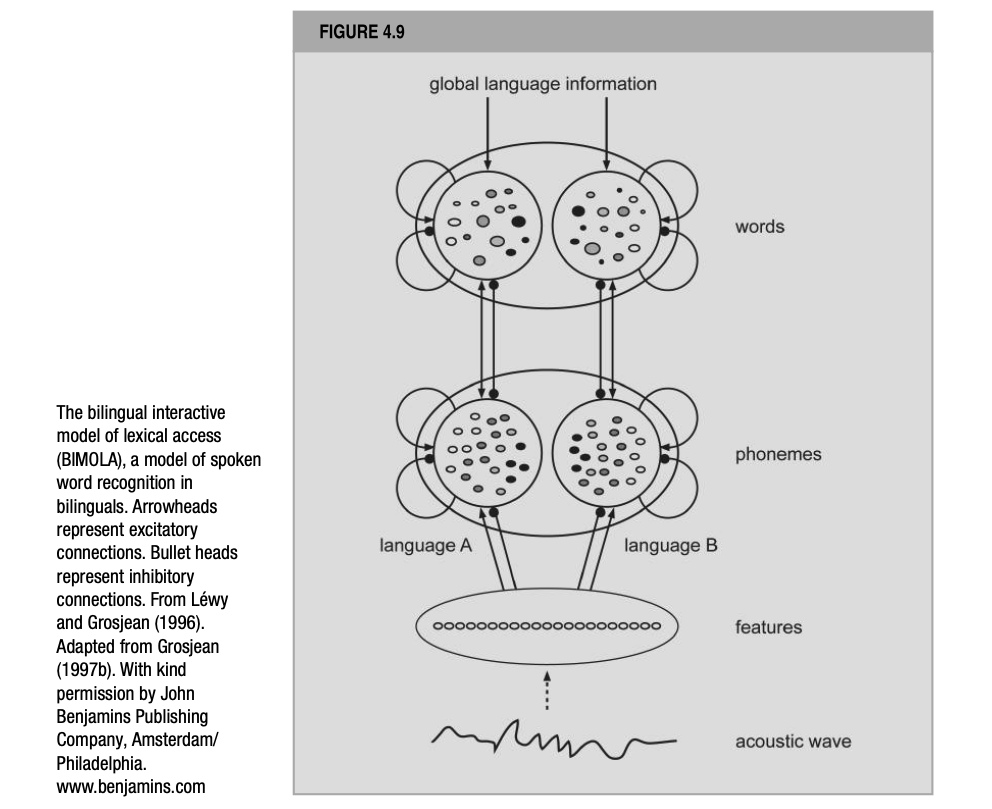 FIGURE 4.9
global language information
words
phonemes
language A
language B
features
acoustic wave
The bilingual interactive
model of lexical access
(BIMOLA), a model of spoken
word recognition in
bilinguals. Arrowheads
represent excitatory
connections. Bullet heads
represent inhibitory
connections. From Léwy
and Grosjean (1996).
Adapted from Grosjean
(1997b). With kind
permission by John
Benjamins Publishing
Company, Amsterdam/
Philadelphia.
www.benjamins.com